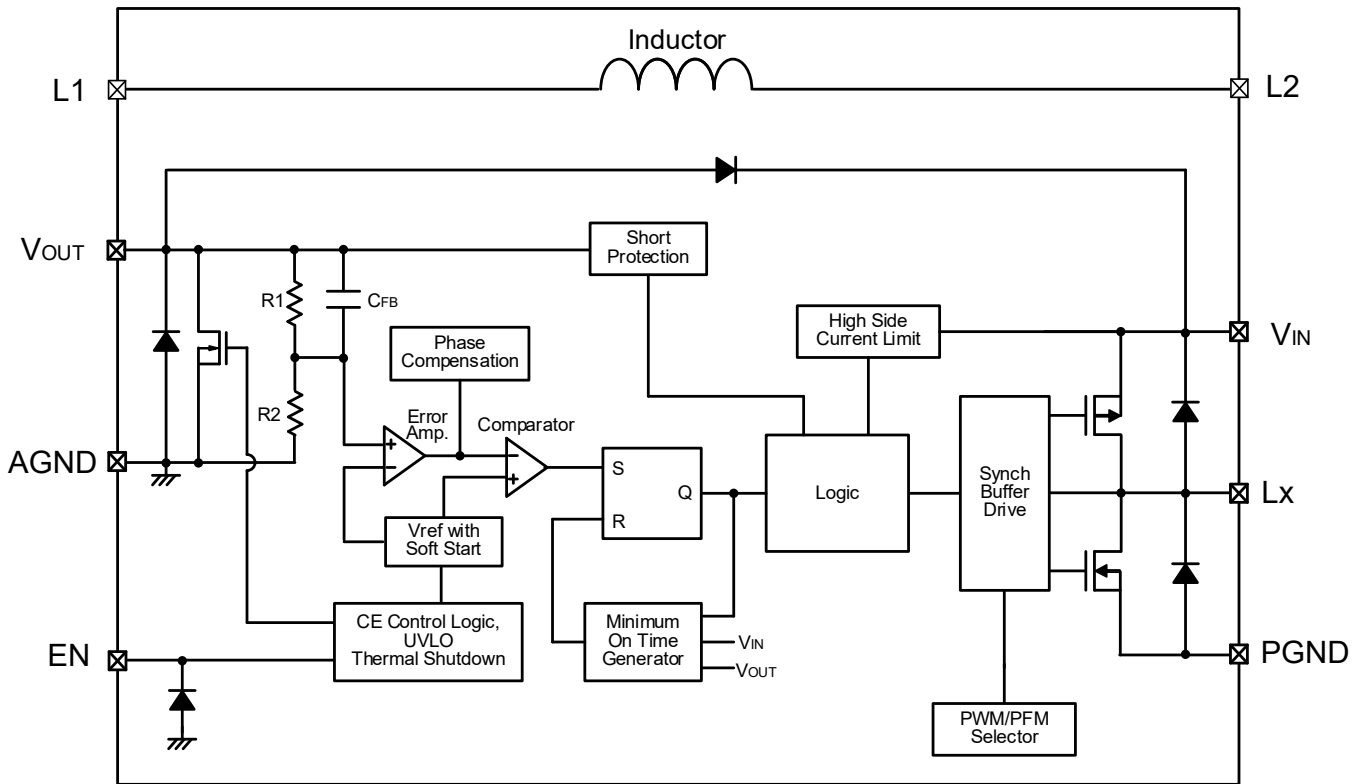 Inductor
L1
L2
VOUT
Short
Protection
R1
CFB
High Side
Current Limit
VIN
Phase
Compensation
R2
Error
Amp.
Comparator
+
−
−
+
AGND
S
Q
R
Logic
Synch
Buffer
Drive
Lx
Vref with
Soft Start
CE Control Logic,
UVLO
Thermal Shutdown
Minimum
On Time
Generator
VIN
VOUT
EN
PGND
PWM/PFM
Selector